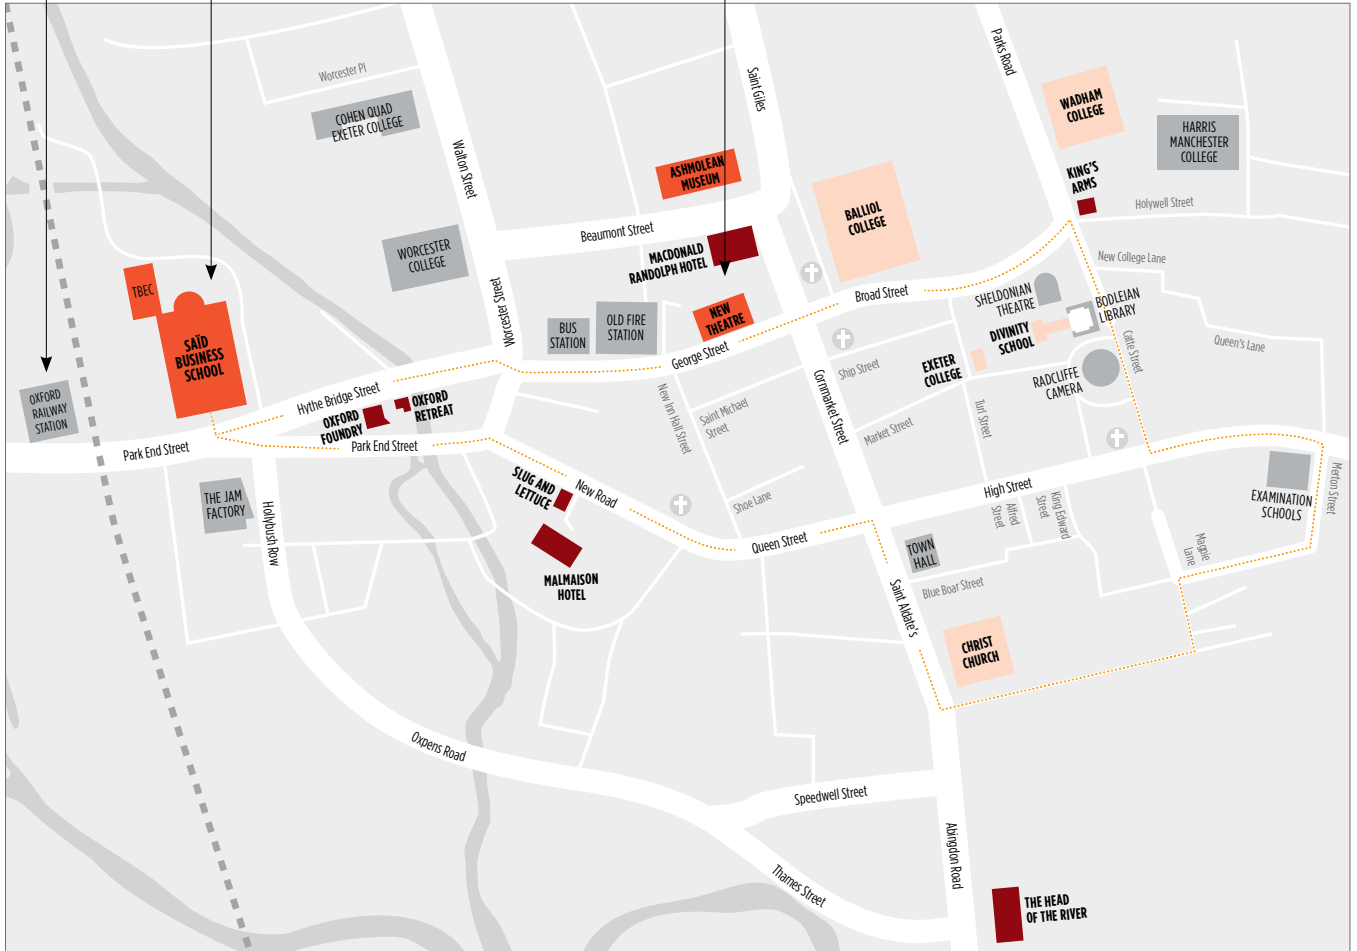 Worcester Pl
COHEN QUAD
EXETER COLLEGE
Walton Street
Saint Giles
Parks Road
WADHAM
COLLEGE
HARRIS
MANCHESTER
COLLEGE
ASHMOLEAN
MUSEUM
KING'S
ARMS
Holywell Street
BALLIOL
COLLEGE
Beaumont Street
WORCESTER
COLLEGE
MACDONALD
RANDOLPH HOTEL
New College Lane
TBEC
Worcester Street
Broad Street
SHELDONIAN
THEATRE
BODLEIAN
LIBRARY
NEW
THEATRE
BUS
STATION
OLD FIRE
STATION
DIVINITY
SCHOOL
Catte Street
Queen's Lane
SAÏD
BUSINESS
SCHOOL
George Street
Ship Street
EXETER
COLLEGE
RADCLIFFE
CAMERA
OXFORD
RAILWAY
STATION
Hythe Bridge Street
OXFORD
RETREAT
OXFORD
FOUNDRY
New Inn Hall Street
Saint Michael
Street
Cornmarket Street
Market Street
Turl Street
Park End Street
Park End Street
SLUG AND
LETTUCE
New Road
Shoe Lane
High Street
Alfred
Street
King Edward
Street
EXAMINATION
SCHOOLS
Merton Street
THE JAM
FACTORY
Hollybush Row
Queen Street
TOWN
HALL
Magpie
Lane
MALMAISON
HOTEL
Blue Boar Street
Saint Aldate's
CHRIST
CHURCH
Oxpens Road
Speedwell Street
Abingdon Road
Thames Street
THE HEAD
OF THE RIVER